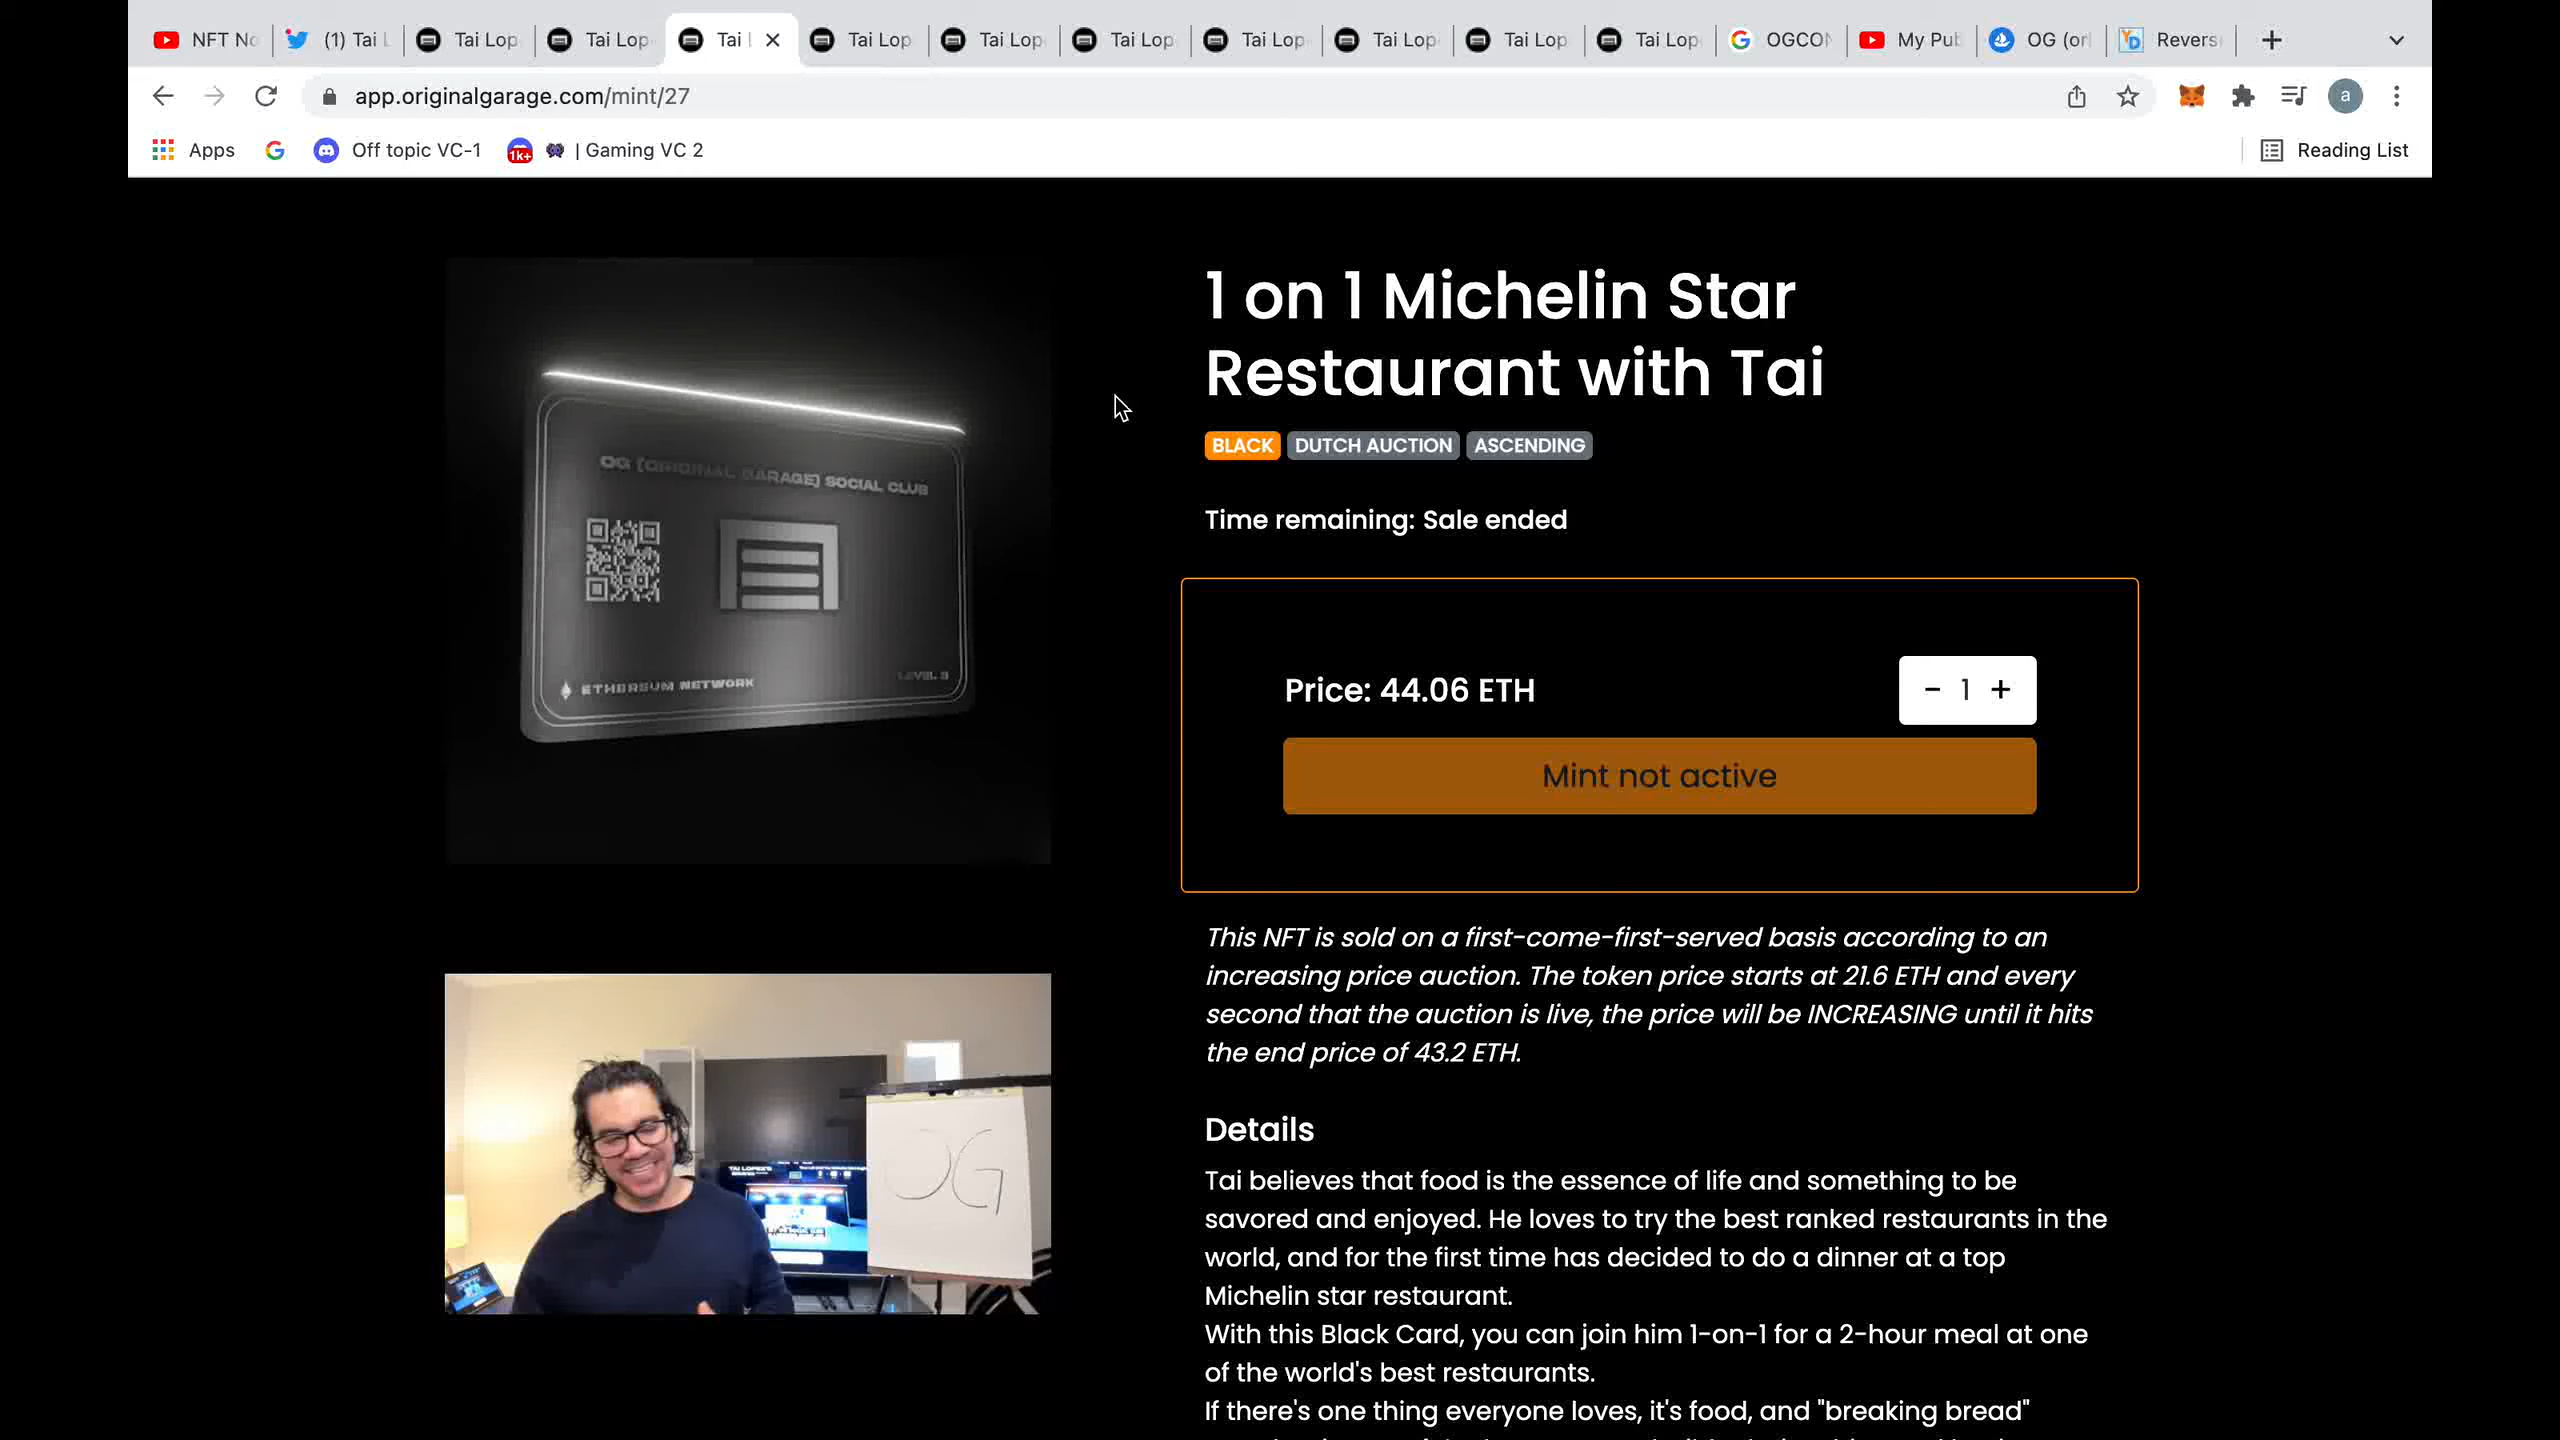 NFT No
(1) Tai L
Tai Lop
Tai Lop
Tai L
Tai Lop
Tai Lop
Tai Lop
Tai Lop
Tai Lop
Tai Lop
Tai Lop
OGCON
My Pub
OG (ori
Revers
app.originalgarage.com/mint/27
a
Apps
Off topic VC-1
1k+
| Gaming VC 2
Reading List
1 on 1 Michelin Star
Restaurant with Tai
BLACK DUTCH AUCTION ASCENDING
Time remaining: Sale ended
OG (ORIGINAL GARAGE) SOCIAL CLUB
ETHEREUM NETWORK
LEVEL 3
Price: 44.06 ETH
- 1 +
Mint not active
This NFT is sold on a first-come-first-served basis according to an
increasing price auction. The token price starts at 21.6 ETH and every
second that the auction is live, the price will be INCREASING until it hits
the end price of 43.2 ETH.
TAI LOPEZ'S
OG
Details
Tai believes that food is the essence of life and something to be
savored and enjoyed. He loves to try the best ranked restaurants in the
world, and for the first time has decided to do a dinner at a top
Michelin star restaurant.
With this Black Card, you can join him 1-on-1 for a 2-hour meal at one
of the world's best restaurants.
If there's one thing everyone loves, it's food, and "breaking bread"